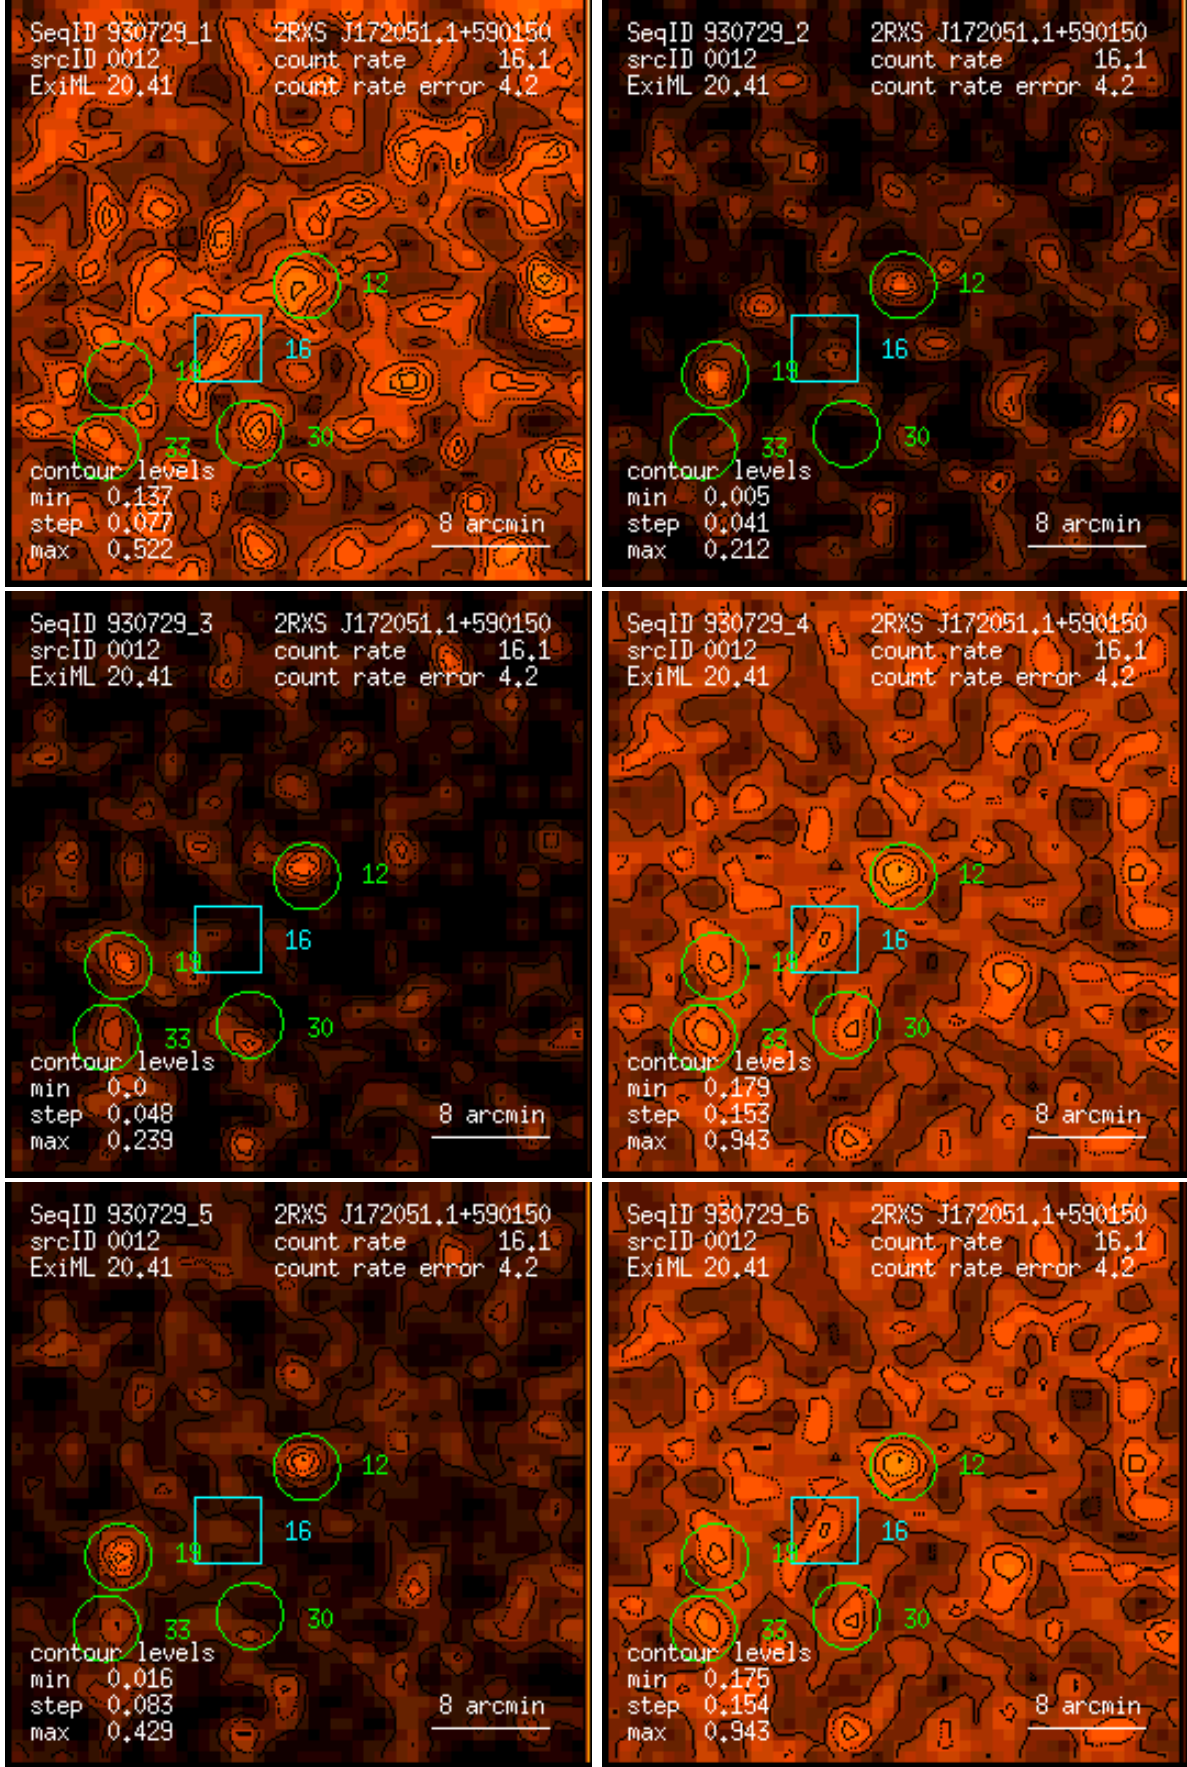 SeqID 930729_1 2RXS J172051.1+590150
srcID 0012 count rate 16.1
ExiML 20.41 count rate error 4.2
12
16
19
30
33
contour levels
min 0.137
step 0.077 8 arcmin
max 0.522
SeqID 930729_2 2RXS J172051.1+590150
srcID 0012 count rate 16.1
ExiML 20.41 count rate error 4.2
12
16
19
30
33
contour levels
min 0.005
step 0.041 8 arcmin
max 0.212
SeqID 930729_3 2RXS J172051.1+590150
srcID 0012 count rate 16.1
ExiML 20.41 count rate error 4.2
12
16
19
30
33
contour levels
min 0.0
step 0.048 8 arcmin
max 0.239
SeqID 930729_4 2RXS J172051.1+590150
srcID 0012 count rate 16.1
ExiML 20.41 count rate error 4.2
12
16
19
30
33
contour levels
min 0.179
step 0.153 8 arcmin
max 0.943
SeqID 930729_5 2RXS J172051.1+590150
srcID 0012 count rate 16.1
ExiML 20.41 count rate error 4.2
12
16
19
30
33
contour levels
min 0.016
step 0.083 8 arcmin
max 0.429
SeqID 930729_6 2RXS J172051.1+590150
srcID 0012 count rate 16.1
ExiML 20.41 count rate error 4.2
12
16
19
30
33
contour levels
min 0.175
step 0.154 8 arcmin
max 0.943